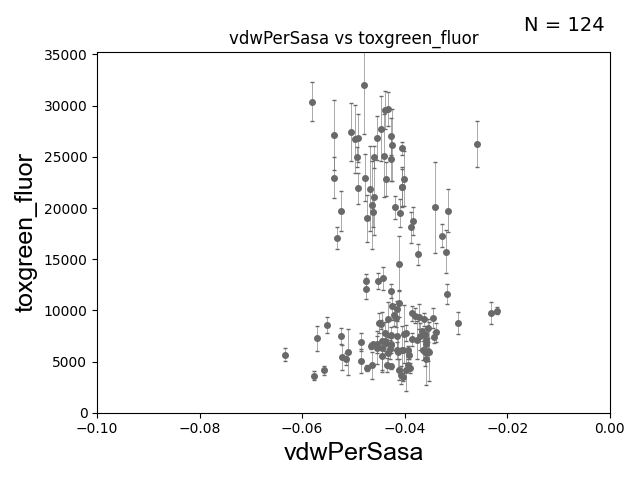 N = 124
vdwPerSasa vs toxgreen_fluor
35000
30000
25000
20000
15000
10000
5000
0
toxgreen_fluor
−0.10 −0.08 −0.06 −0.04 −0.02 0.00
vdwPerSasa